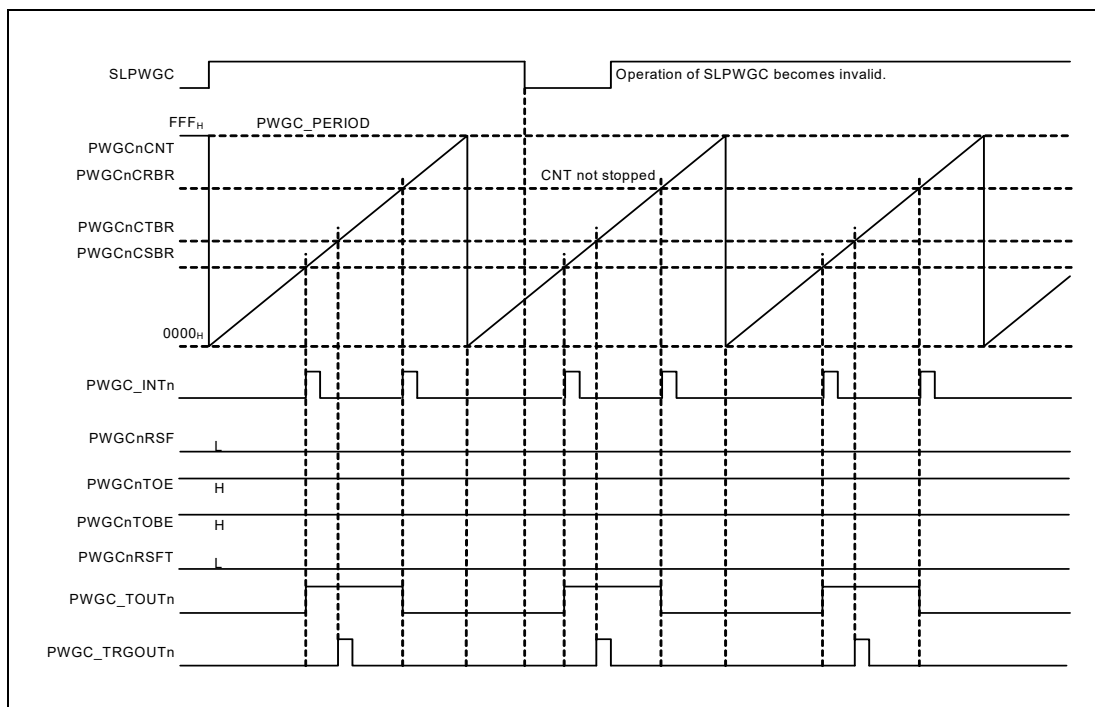 SLPWGC
Operation of SLPWGC becomes invalid.
FFFH
PWGC_PERIOD
PWGCnCNT
PWGCnCRBR
CNT not stopped
PWGCnCTBR
PWGCnCSBR
0000H
PWGC_INTn
PWGCnRSF
L
PWGCnTOE
H
PWGCnTOBE
H
PWGCnRSFT
L
PWGC_TOUTn
PWGC_TRGOUTn